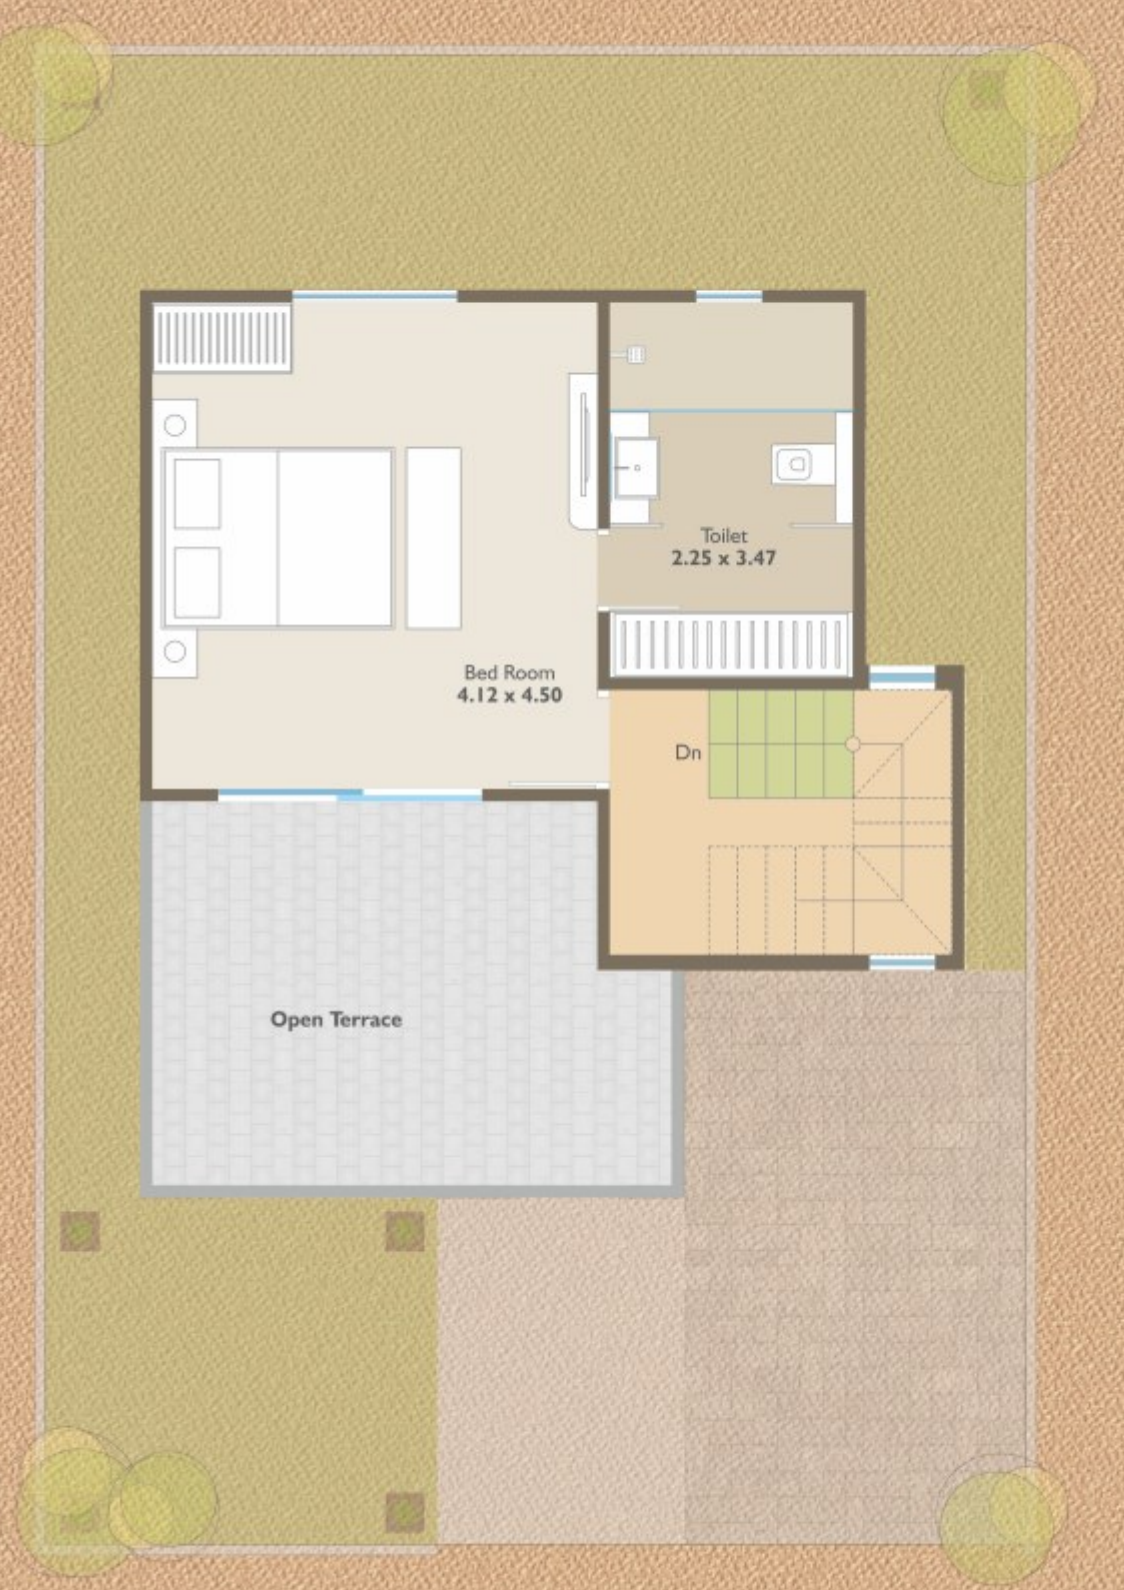 Toilet
2.25 x 3.47
Bed Room
4.12 x 4.50
Dn
Open Terrace